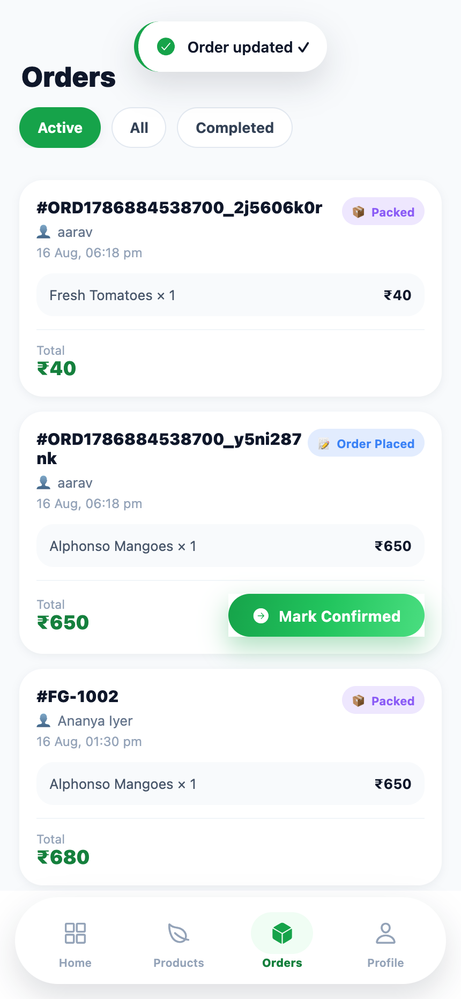 Order updated ✓
Orders
Active
All
Completed
#ORD1786884538700_2j5606k0r
📦 Packed
👤 aarav
16 Aug, 06:18 pm
Fresh Tomatoes × 1
₹40
Total
₹40
#ORD1786884538700_y5ni287
nk
📝 Order Placed
👤 aarav
16 Aug, 06:18 pm
Alphonso Mangoes × 1
₹650
Total
₹650
Mark Confirmed
#FG-1002
📦 Packed
👤 Ananya Iyer
16 Aug, 01:30 pm
Alphonso Mangoes × 1
₹650
Total
₹680
Home
Products
Orders
Profile